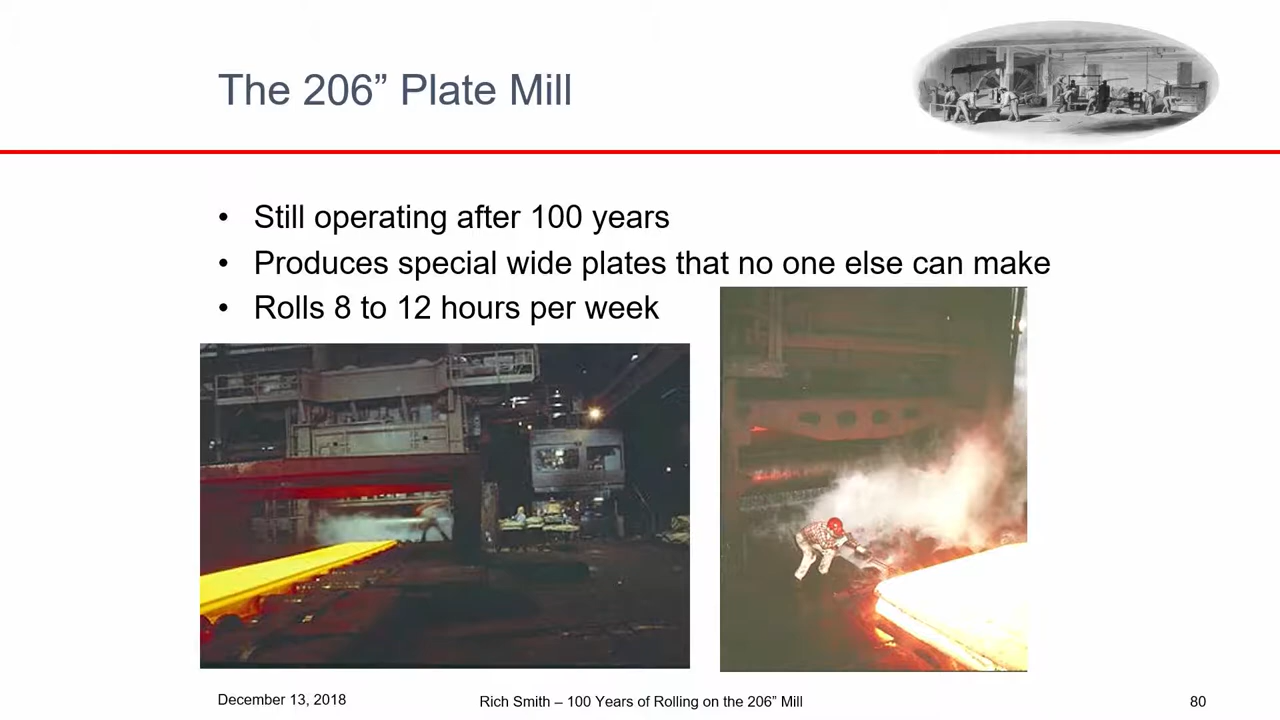 The 206” Plate Mill
• Still operating after 100 years
• Produces special wide plates that no one else can make
• Rolls 8 to 12 hours per week
December 13, 2018
Rich Smith – 100 Years of Rolling on the 206” Mill
80